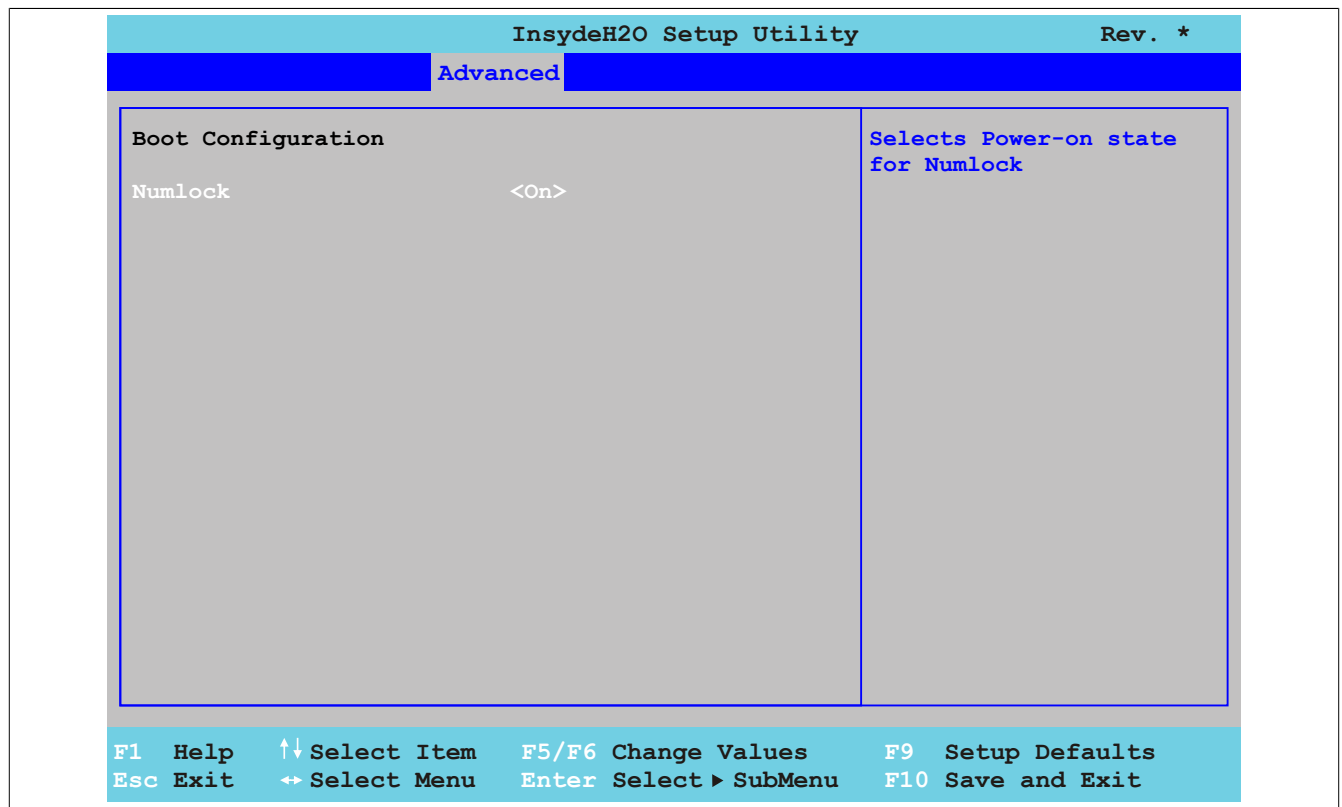 InsydeH2O Setup Utility Rev. *
Advanced
Boot Configuration
Numlock <On>
Selects Power-on state
for Numlock
F1 Help ↑↓ Select Item F5/F6 Change Values F9 Setup Defaults
Esc Exit ↔ Select Menu Enter Select ▶ SubMenu F10 Save and Exit